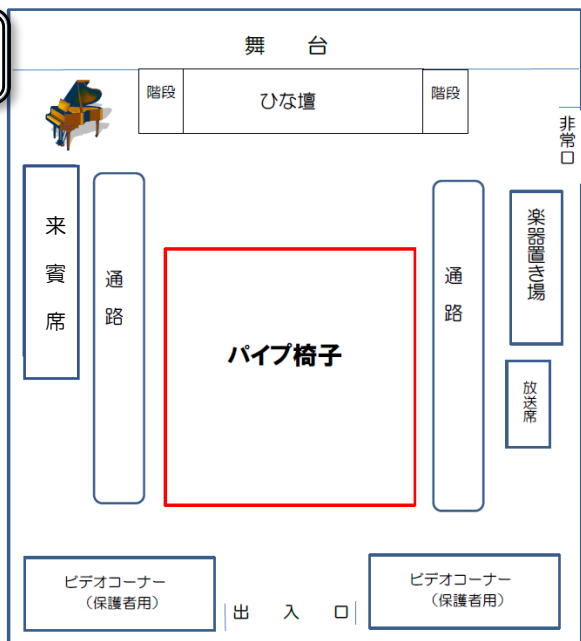 舞　台
階段
ひな壇
階段
非常口
来賓席
通路
通路
楽器置き場
パイプ椅子
放送席
ビデオコーナー
（保護者用）
ビデオコーナー
（保護者用）
出　入　口